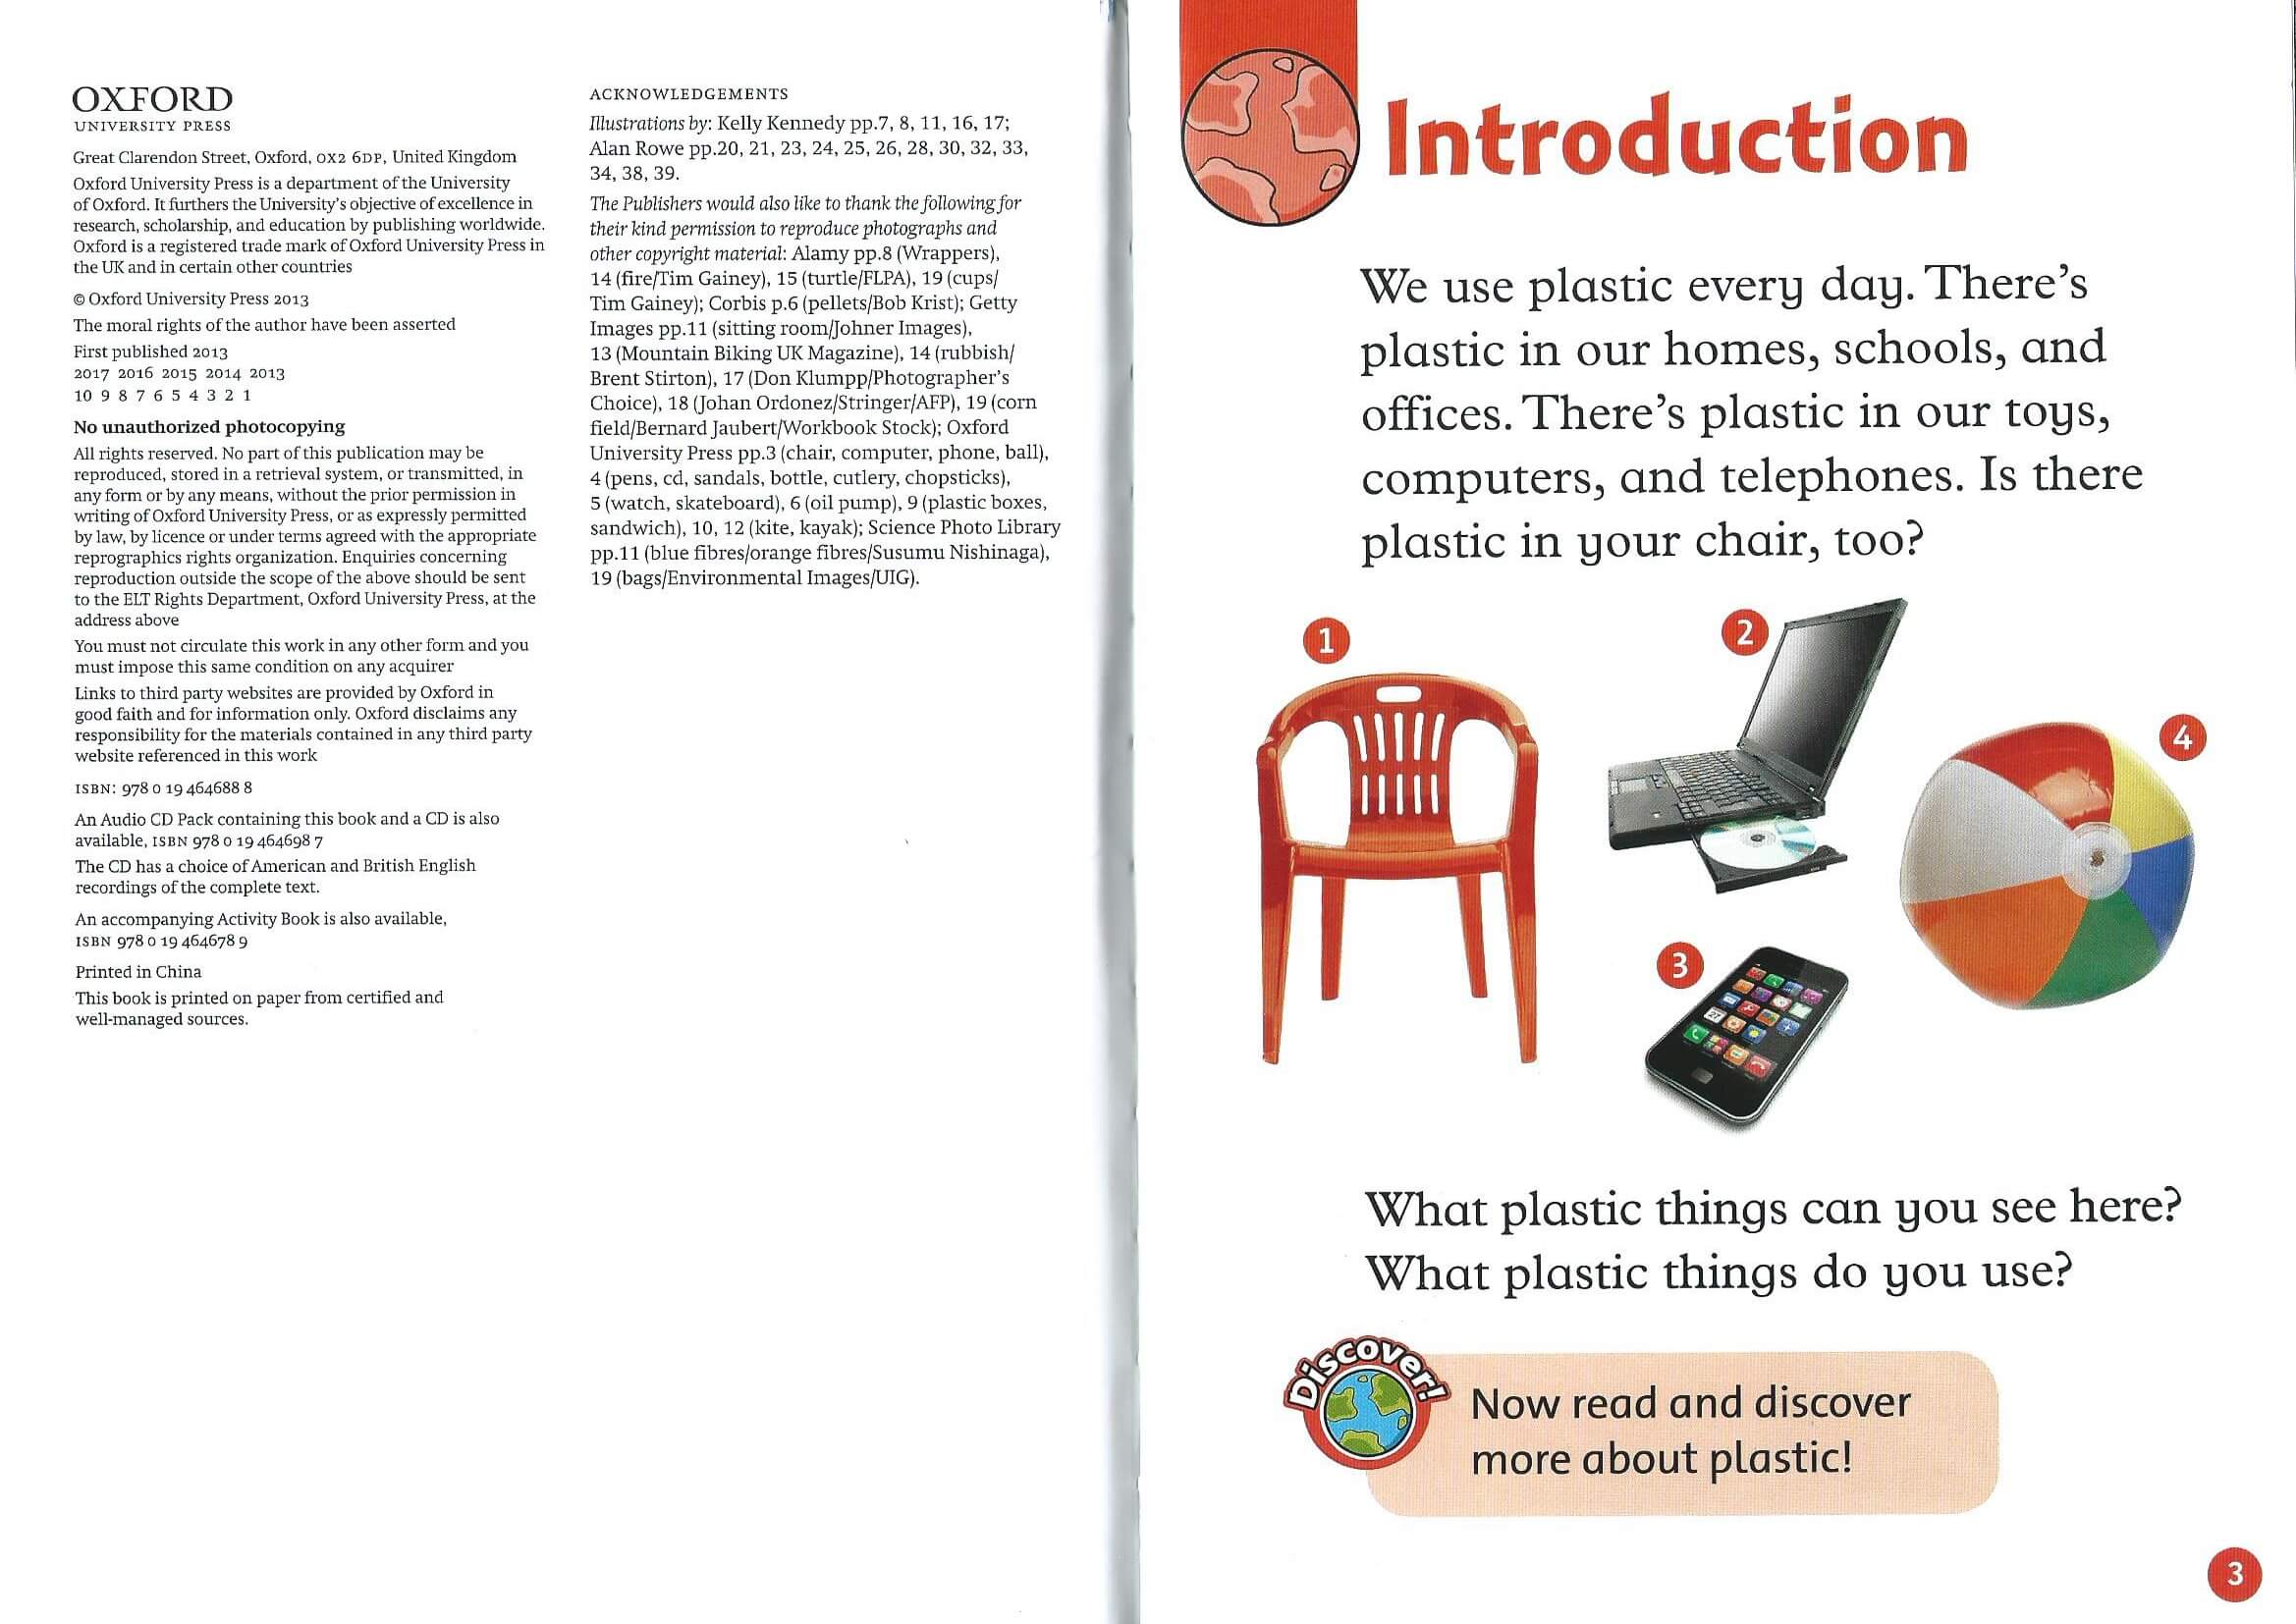 OXFORD
UNIVERSITY PRESS
Great Clarendon Street, Oxford, OX2 6DP, United Kingdom
Oxford University Press is a department of the University
of Oxford. It furthers the University's objective of excellence in
research, scholarship, and education by publishing worldwide.
Oxford is a registered trade mark of Oxford University Press in
the UK and in certain other countries
© Oxford University Press 2013
The moral rights of the author have been asserted
First published 2013
2017 2016 2015 2014 2013
10 9 8 7 6 5 4 3 2 1
No unauthorized photocopying
All rights reserved. No part of this publication may be
reproduced, stored in a retrieval system, or transmitted, in
any form or by any means, without the prior permission in
writing of Oxford University Press, or as expressly permitted
by law, by licence or under terms agreed with the appropriate
reprographics rights organization. Enquiries concerning
reproduction outside the scope of the above should be sent
to the ELT Rights Department, Oxford University Press, at the
address above
You must not circulate this work in any other form and you
must impose this same condition on any acquirer
Links to third party websites are provided by Oxford in
good faith and for information only. Oxford disclaims any
responsibility for the materials contained in any third party
website referenced in this work
ISBN: 978 0 19 464688 8
An Audio CD Pack containing this book and a CD is also
available, ISBN 978 0 19 464698 7
The CD has a choice of American and British English
recordings of the complete text.
An accompanying Activity Book is also available,
ISBN 978 0 19 464678 9
Printed in China
This book is printed on paper from certified and
well-managed sources.
ACKNOWLEDGEMENTS
Illustrations by: Kelly Kennedy pp.7, 8, 11, 16, 17;
Alan Rowe pp.20, 21, 23, 24, 25, 26, 28, 30, 32, 33,
34, 38, 39.
The Publishers would also like to thank the following for
their kind permission to reproduce photographs and
other copyright material: Alamy pp.8 (Wrappers),
14 (fire/Tim Gainey), 15 (turtle/FLPA), 19 (cups/
Tim Gainey); Corbis p.6 (pellets/Bob Krist); Getty
Images pp.11 (sitting room/Johner Images),
13 (Mountain Biking UK Magazine), 14 (rubbish/
Brent Stirton), 17 (Don Klumpp/Photographer's
Choice), 18 (Johan Ordonez/Stringer/AFP), 19 (corn
field/Bernard Jaubert/Workbook Stock); Oxford
University Press pp.3 (chair, computer, phone, ball),
4 (pens, cd, sandals, bottle, cutlery, chopsticks),
5 (watch, skateboard), 6 (oil pump), 9 (plastic boxes,
sandwich), 10, 12 (kite, kayak); Science Photo Library
pp.11 (blue fibres/orange fibres/Susumu Nishinaga),
19 (bags/Environmental Images/UIG).
Introduction
We use plastic every day. There's
plastic in our homes, schools, and
offices. There's plastic in our toys,
computers, and telephones. Is there
plastic in your chair, too?
1
2
3
4
What plastic things can you see here?
What plastic things do you use?
Discover!
Now read and discover
more about plastic!
3